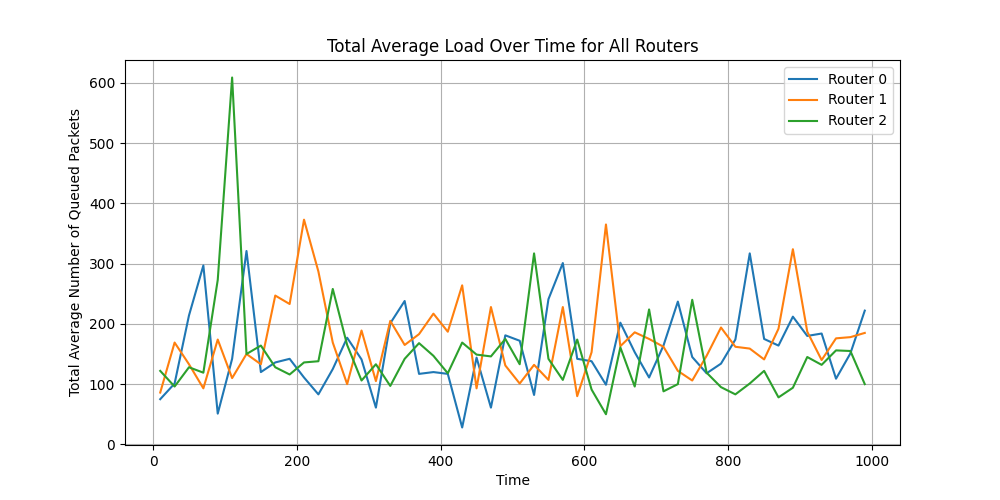 Total Average Load Over Time for All Routers
Total Average Number of Queued Packets
600
500
400
300
200
100
0
0 200 400 600 800 1000
Time
Router 0
Router 1
Router 2